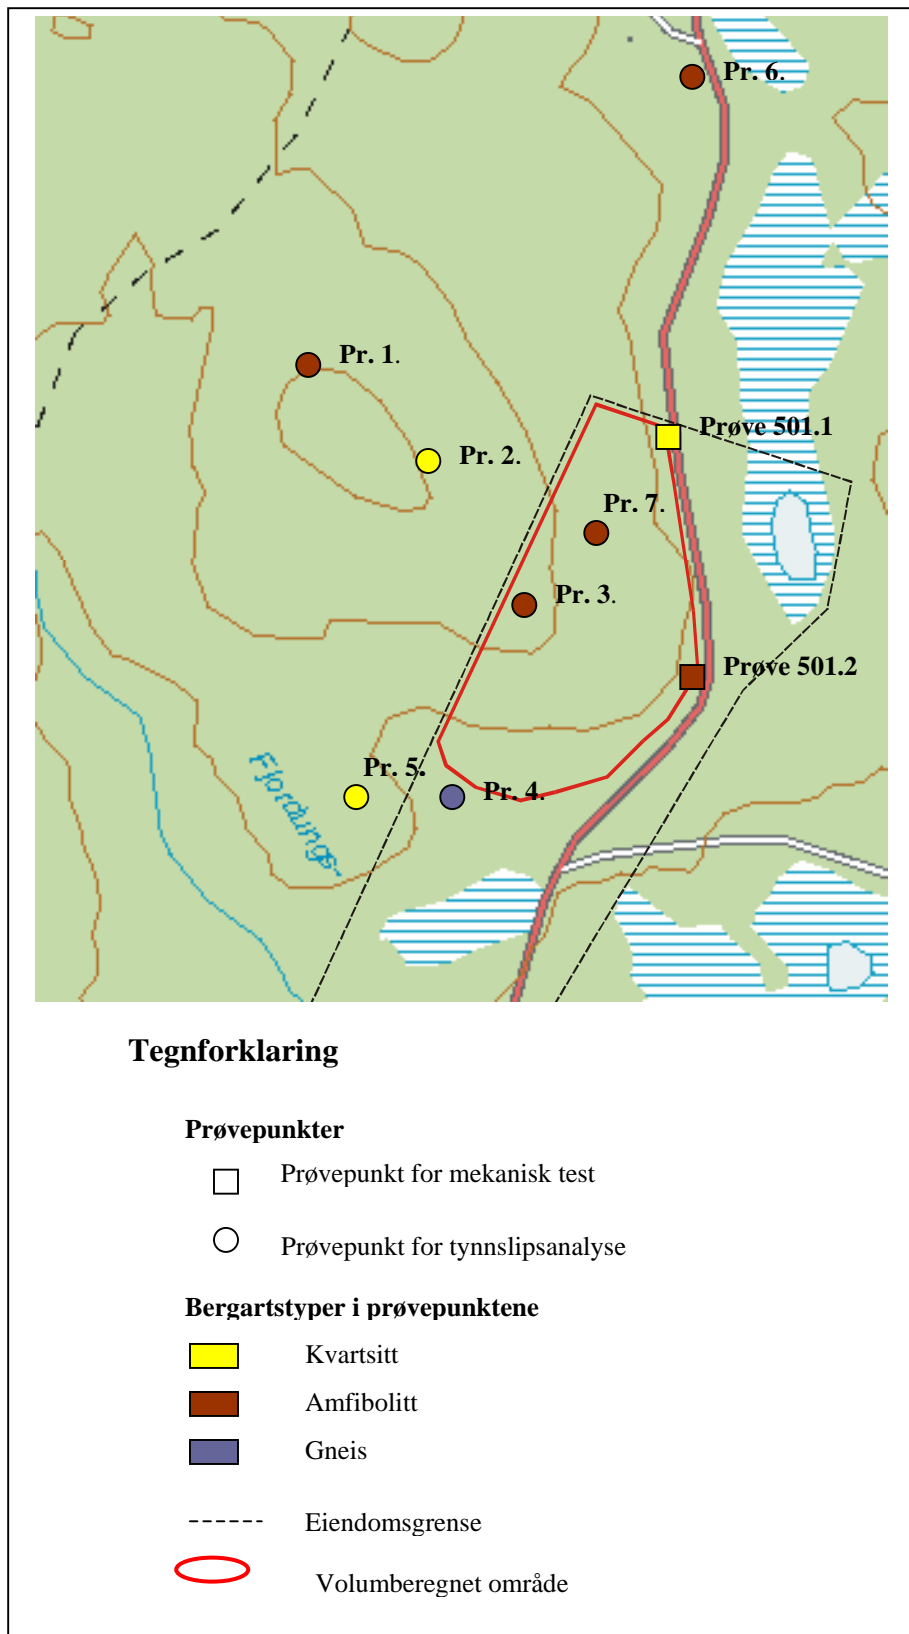 Pr. 6.
Pr. 1.
Prøve 501.1
Pr. 2.
Pr. 7.
Pr. 3.
Prøve 501.2
Pr. 5.
Pr. 4.
Fjordungs-
Tegnforklaring
Prøvepunkter
Prøvepunkt for mekanisk test
Prøvepunkt for tynnslipsanalyse
Bergartstyper i prøvepunktene
Kvartsitt
Amfibolitt
Gneis
Eiendomsgrense
Volumberegnet område